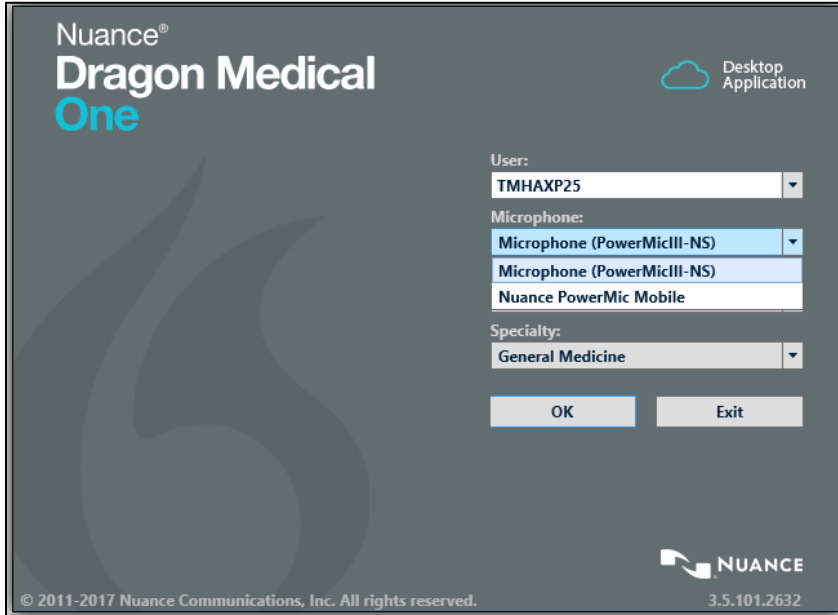 Nuance®
Dragon Medical
One
Desktop
Application
User:
TMHAXP25
Microphone:
Microphone (PowerMicIII-NS)
Microphone (PowerMicIII-NS)
Nuance PowerMic Mobile
Specialty:
General Medicine
OK Exit
NUANCE
© 2011-2017 Nuance Communications, Inc. All rights reserved. 3.5.101.2632